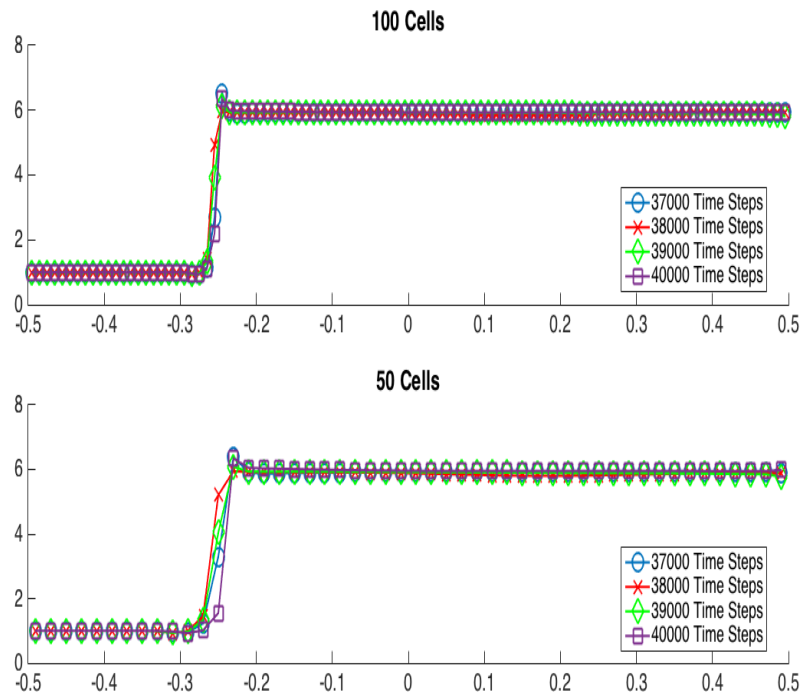 100 Cells
8
6
4
2
0
-0.5 -0.4 -0.3 -0.2 -0.1 0 0.1 0.2 0.3 0.4 0.5
37000 Time Steps
38000 Time Steps
39000 Time Steps
40000 Time Steps
50 Cells
8
6
4
2
0
-0.5 -0.4 -0.3 -0.2 -0.1 0 0.1 0.2 0.3 0.4 0.5
37000 Time Steps
38000 Time Steps
39000 Time Steps
40000 Time Steps